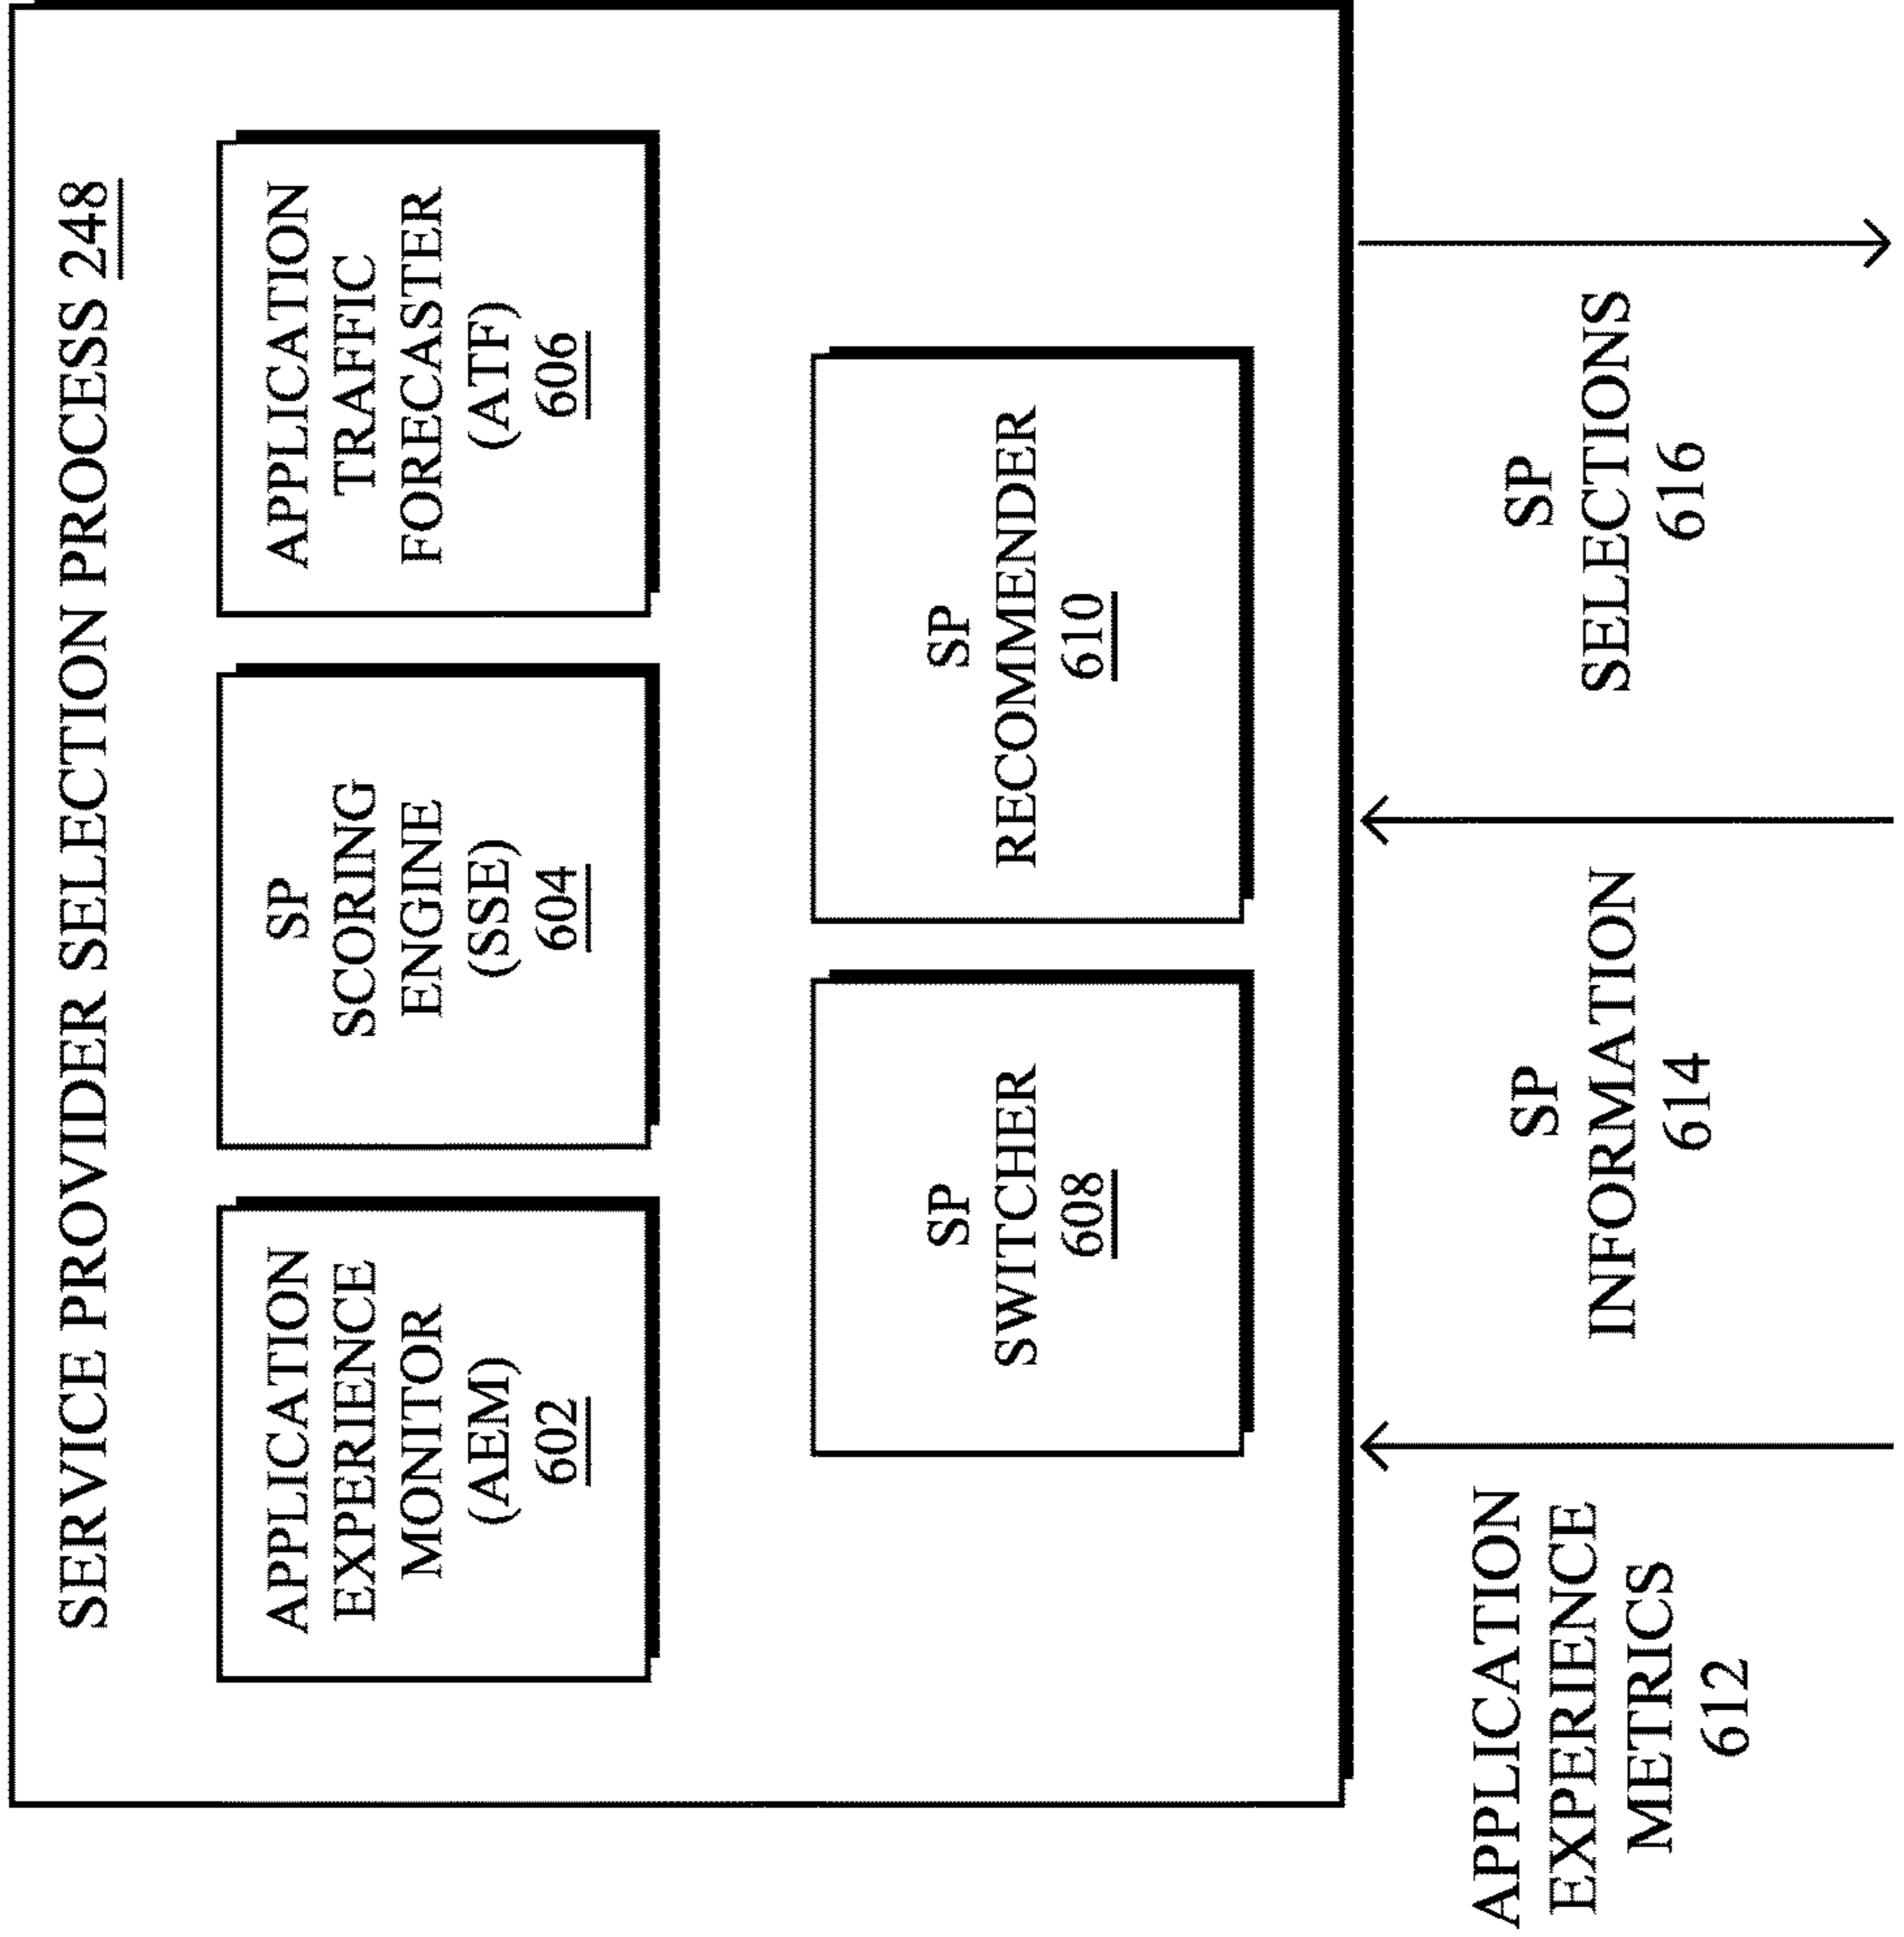 SERVICE PROVIDER SELECTION PROCESS 248
APPLICATION
EXPERIENCE
MONITOR
(AEM)
602
SP
SCORING
ENGINE
(SSE)
604
APPLICATION
TRAFFIC
FORECASTER
(ATF)
606
SP
SWITCHER
608
SP
RECOMMENDER
610
APPLICATION
EXPERIENCE
METRICS
612
SP
INFORMATION
614
SP
SELECTIONS
616